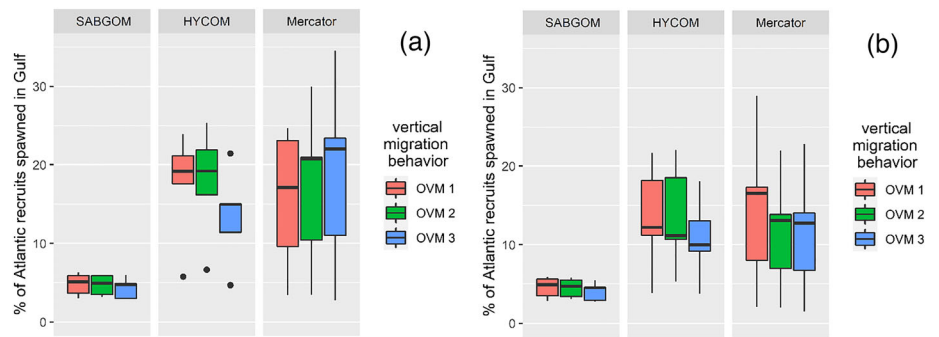 SABGOM HYCOM Mercator
(a)
% of Atlantic recruits spawned in Gulf
30
20
10
0
vertical
migration
behavior
OVM 1
OVM 2
OVM 3
SABGOM HYCOM Mercator
(b)
% of Atlantic recruits spawned in Gulf
30
20
10
0
vertical
migration
behavior
OVM 1
OVM 2
OVM 3